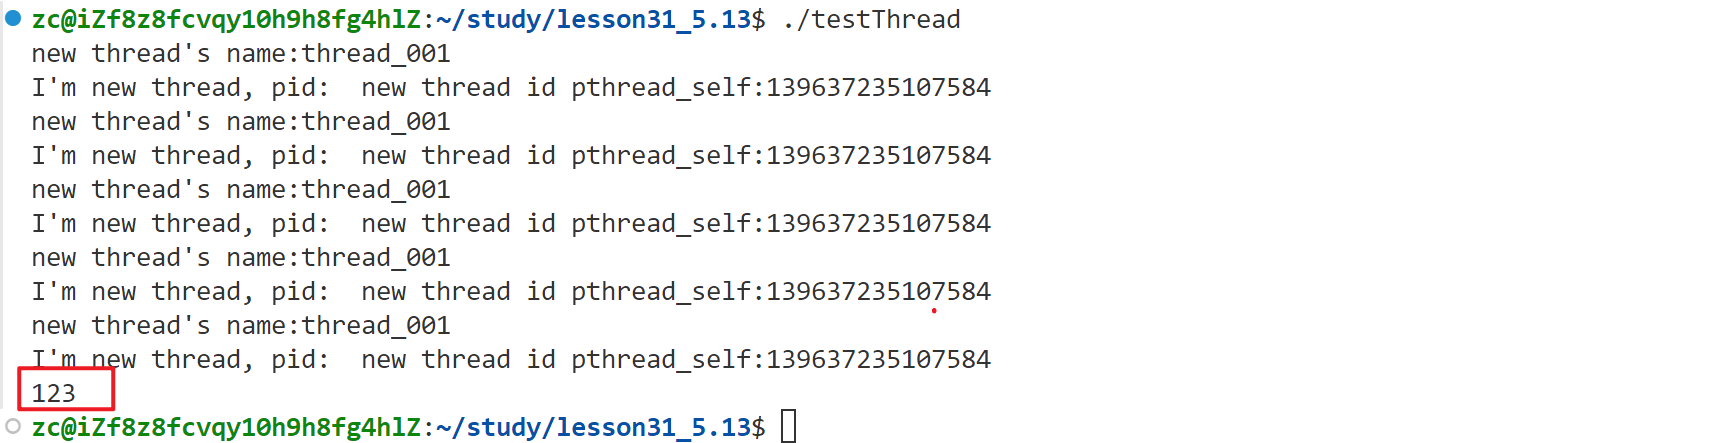 zc@iZf8z8fcvqy10h9h8fg4hlZ:~/study/lesson31_5.13$ ./testThread
new thread's name:thread_001
I'm new thread, pid:  new thread id pthread_self:139637235107584
new thread's name:thread_001
I'm new thread, pid:  new thread id pthread_self:139637235107584
new thread's name:thread_001
I'm new thread, pid:  new thread id pthread_self:139637235107584
new thread's name:thread_001
I'm new thread, pid:  new thread id pthread_self:139637235107584
new thread's name:thread_001
I'm new thread, pid:  new thread id pthread_self:139637235107584
123
zc@iZf8z8fcvqy10h9h8fg4hlZ:~/study/lesson31_5.13$